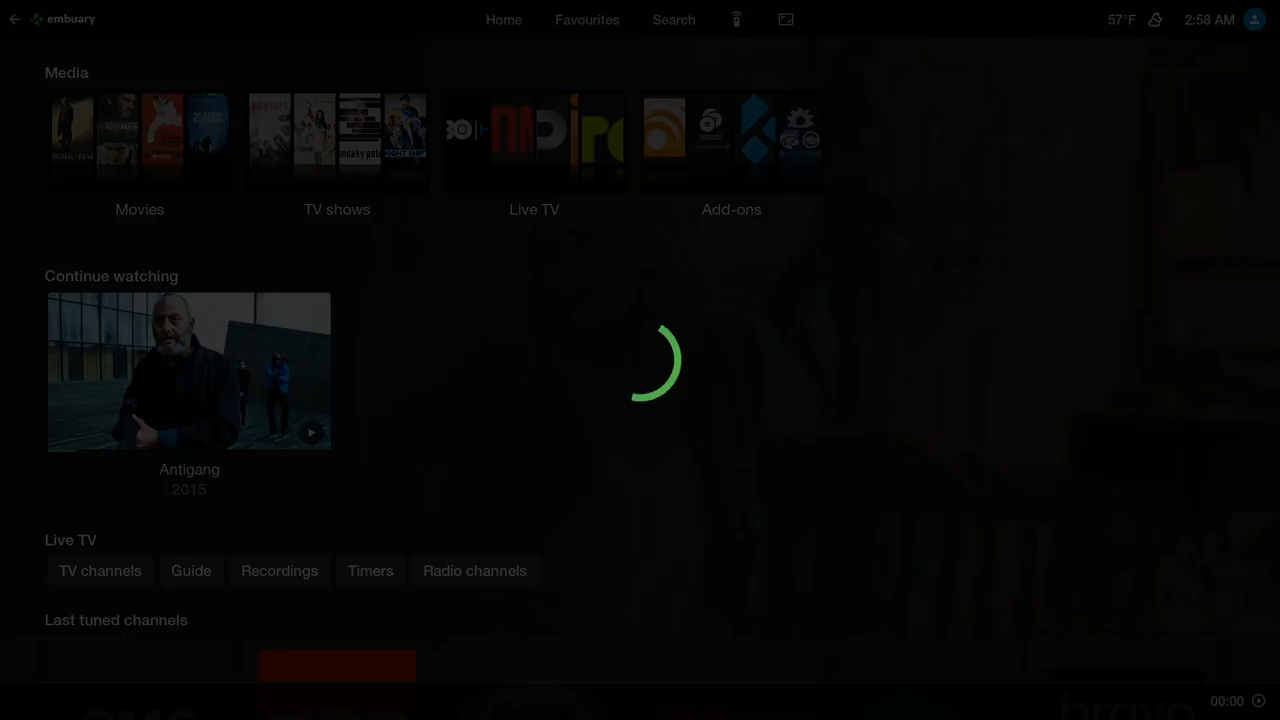 embuary
Home
Favourites
Search
57°F
2:58 AM
Media
Movies
TV shows
Live TV
Add-ons
Continue watching
Antigang
2015
Live TV
TV channels
Guide
Recordings
Timers
Radio channels
Last tuned channels
bravo
00:00